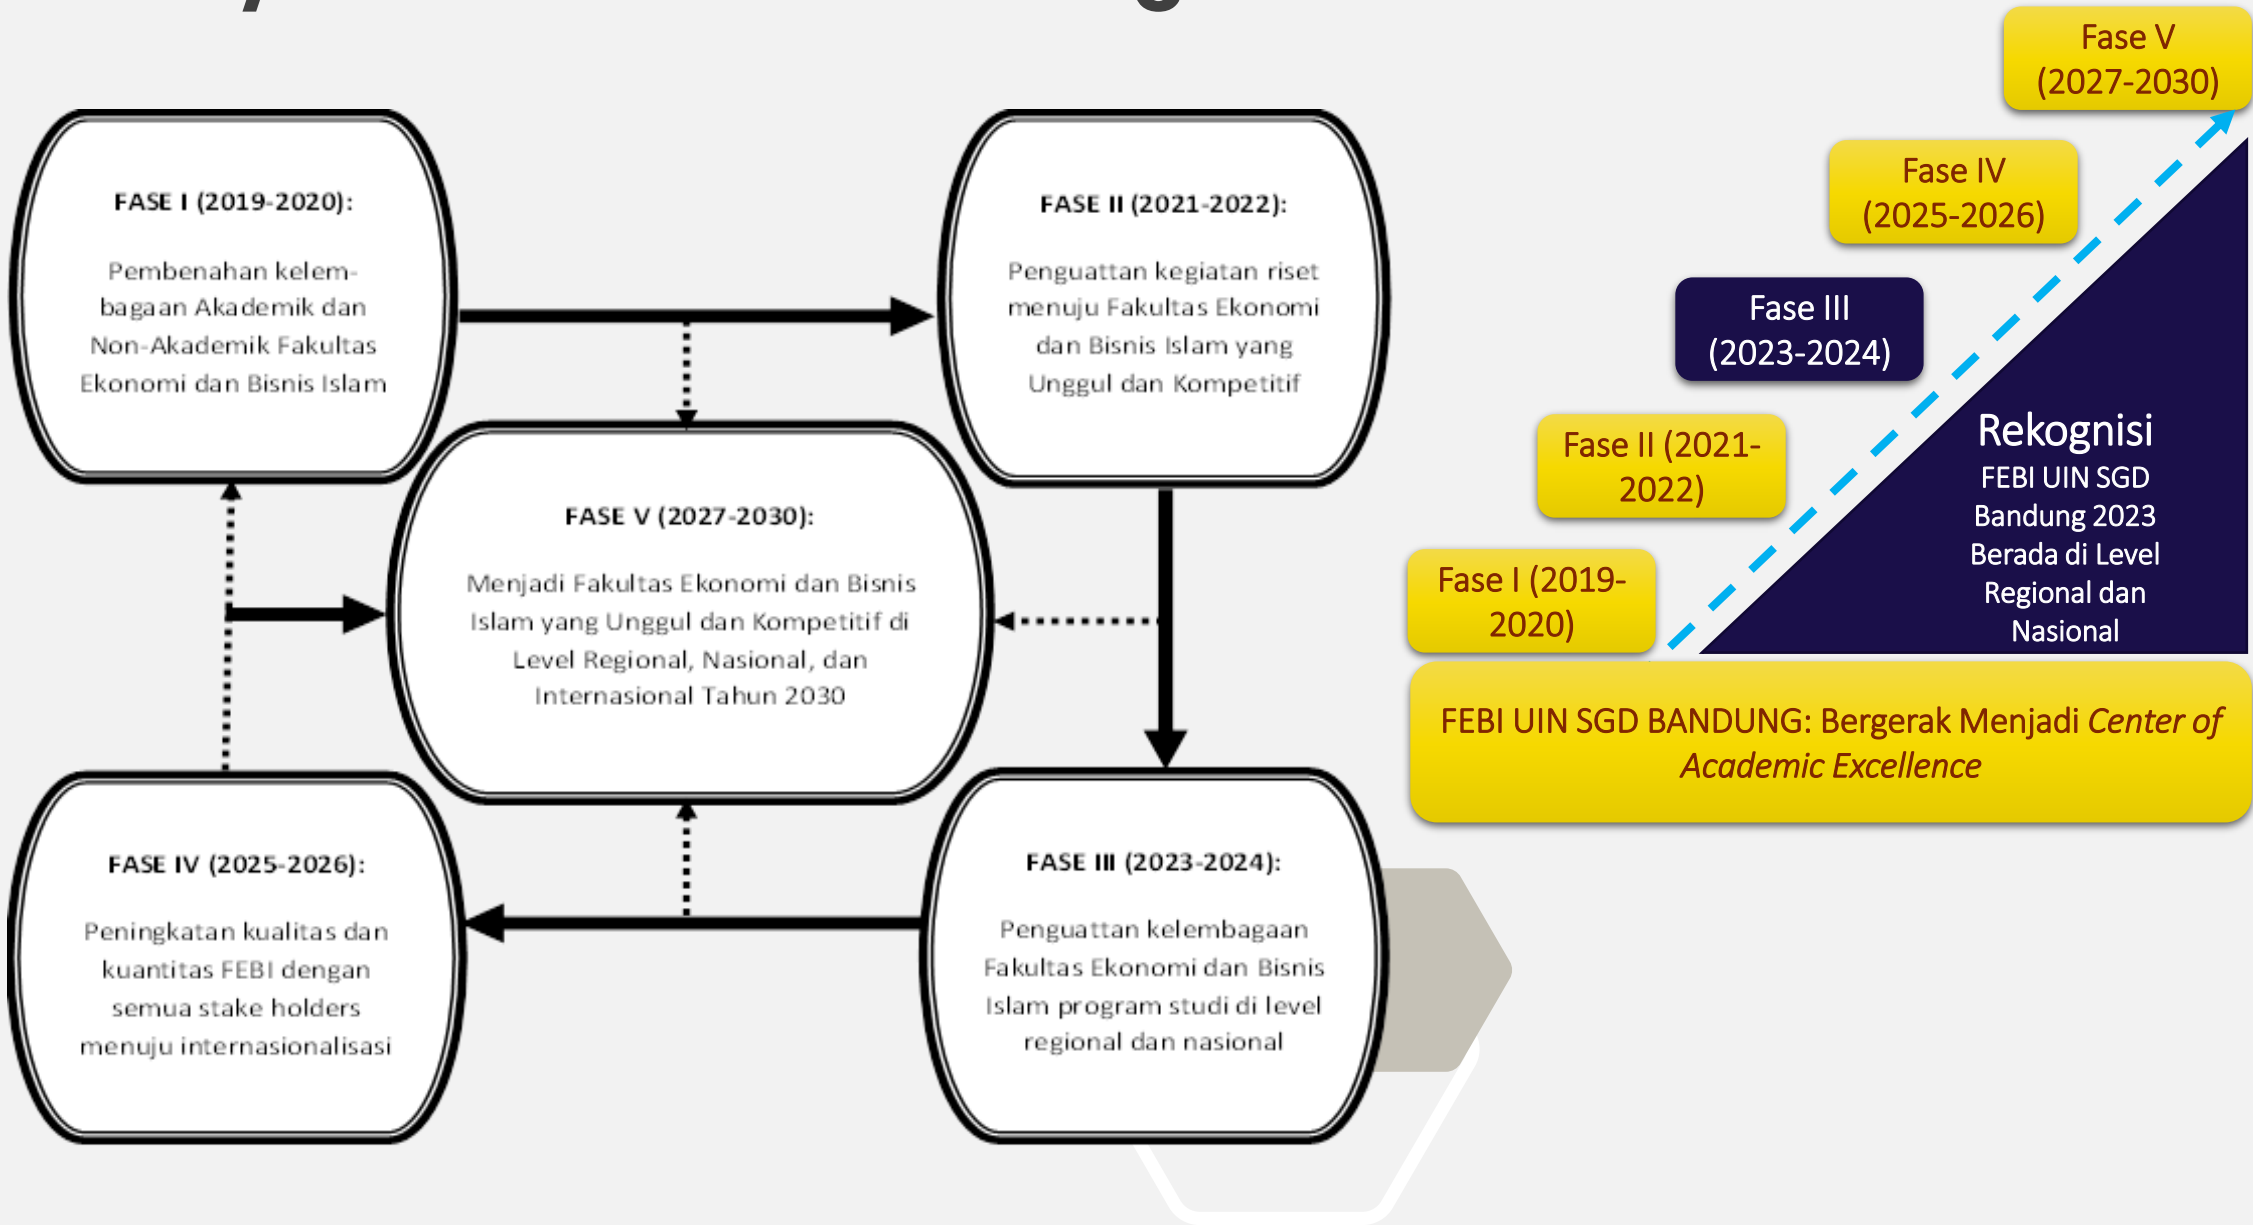 FASE I (2019-2020):
Pembenahan kelem-
bagaan Akademik dan
Non-Akademik Fakultas
Ekonomi dan Bisnis Islam
FASE II (2021-2022):
Penguattan kegiatan riset
menuju Fakultas Ekonomi
dan Bisnis Islam yang
Unggul dan Kompetitif
FASE V (2027-2030):
Menjadi Fakultas Ekonomi dan Bisnis
Islam yang Unggul dan Kompetitif di
Level Regional, Nasional, dan
Internasional Tahun 2030
FASE IV (2025-2026):
Peningkatan kualitas dan
kuantitas FEBI dengan
semua stake holders
menuju internasionalisasi
FASE III (2023-2024):
Penguattan kelembagaan
Fakultas Ekonomi dan Bisnis
Islam program studi di level
regional dan nasional
Fase V
(2027-2030)
Fase IV
(2025-2026)
Fase III
(2023-2024)
Fase II (2021-
2022)
Fase I (2019-
2020)
Rekognisi
FEBI UIN SGD
Bandung 2023
Berada di Level
Regional dan
Nasional
FEBI UIN SGD BANDUNG: Bergerak Menjadi Center of
Academic Excellence